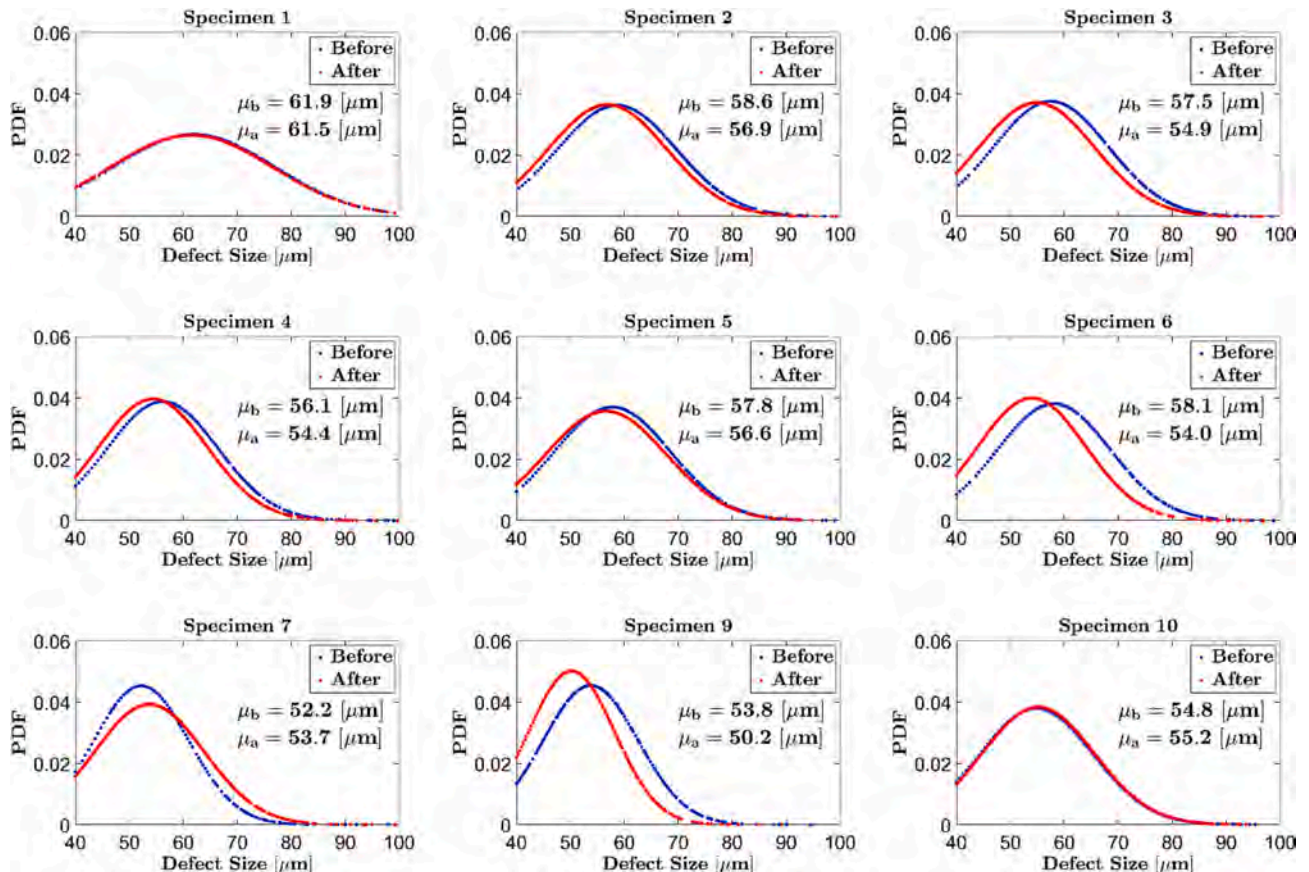 Specimen 1
0.06
0.04
0.02
0
PDF
Before
After
μb = 61.9 [μm]
μa = 61.5 [μm]
40 50 60 70 80 90 100
Defect Size [μm]
Specimen 2
0.06
0.04
0.02
0
PDF
Before
After
μb = 58.6 [μm]
μa = 56.9 [μm]
40 50 60 70 80 90 100
Defect Size [μm]
Specimen 3
0.06
0.04
0.02
0
PDF
Before
After
μb = 57.5 [μm]
μa = 54.9 [μm]
40 50 60 70 80 90 100
Defect Size [μm]
Specimen 4
0.06
0.04
0.02
0
PDF
Before
After
μb = 56.1 [μm]
μa = 54.4 [μm]
40 50 60 70 80 90 100
Defect Size [μm]
Specimen 5
0.06
0.04
0.02
0
PDF
Before
After
μb = 57.8 [μm]
μa = 56.6 [μm]
40 50 60 70 80 90 100
Defect Size [μm]
Specimen 6
0.06
0.04
0.02
0
PDF
Before
After
μb = 58.1 [μm]
μa = 54.0 [μm]
40 50 60 70 80 90 100
Defect Size [μm]
Specimen 7
0.06
0.04
0.02
0
PDF
Before
After
μb = 52.2 [μm]
μa = 53.7 [μm]
40 50 60 70 80 90 100
Defect Size [μm]
Specimen 9
0.06
0.04
0.02
0
PDF
Before
After
μb = 53.8 [μm]
μa = 50.2 [μm]
40 50 60 70 80 90 100
Defect Size [μm]
Specimen 10
0.06
0.04
0.02
0
PDF
Before
After
μb = 54.8 [μm]
μa = 55.2 [μm]
40 50 60 70 80 90 100
Defect Size [μm]